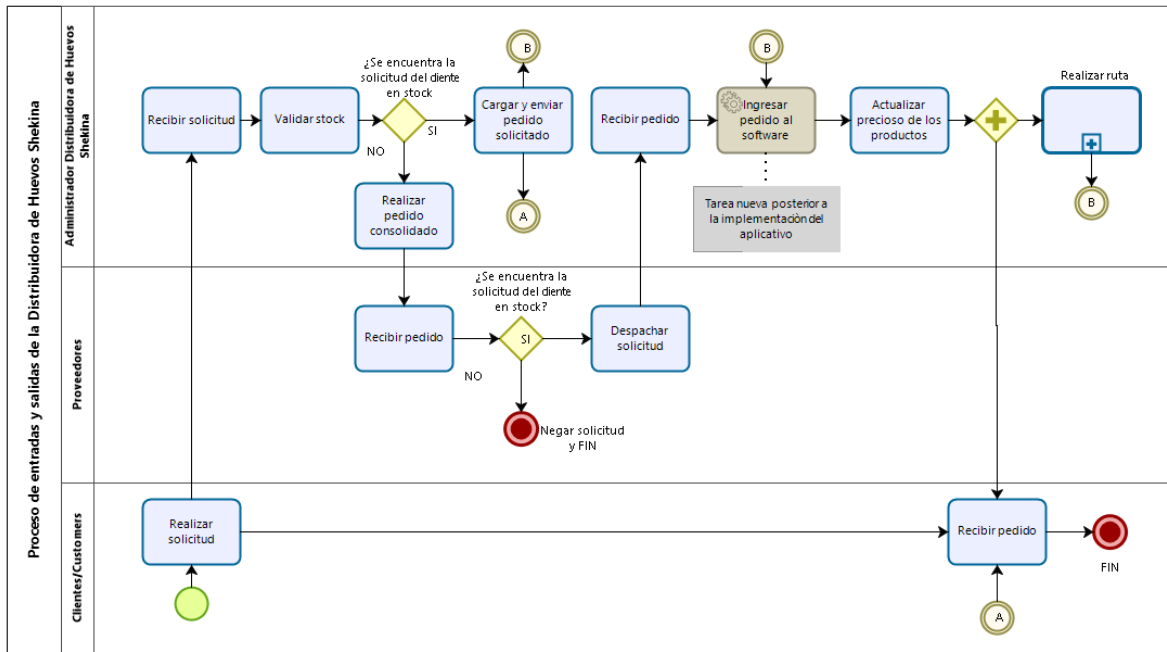 Proceso de entradas y salidas de la Distribuidora de Huevos Shekina
Administrador Distribuidora de Huevos
Shekina
Recibir solicitud
Validar stock
¿Se encuentra la
solicitud del diente
en stock
SI
NO
B
Cargar y enviar
pedido
solicitado
A
Realizar
pedido
consolidado
Recibir pedido
B
Ingresar
pedido al
software
Tarea nueva posterior a
la implementación del
aplicativo
Actualizar
precioso de los
productos
Realizar ruta
B
Proveedores
Recibir pedido
¿Se encuentra la
solicitud del diente
en stock?
SI
NO
Despachar
solicitud
Negar solicitud
y FIN
Clientes/Customers
Realizar
solicitud
Recibir pedido
FIN
A